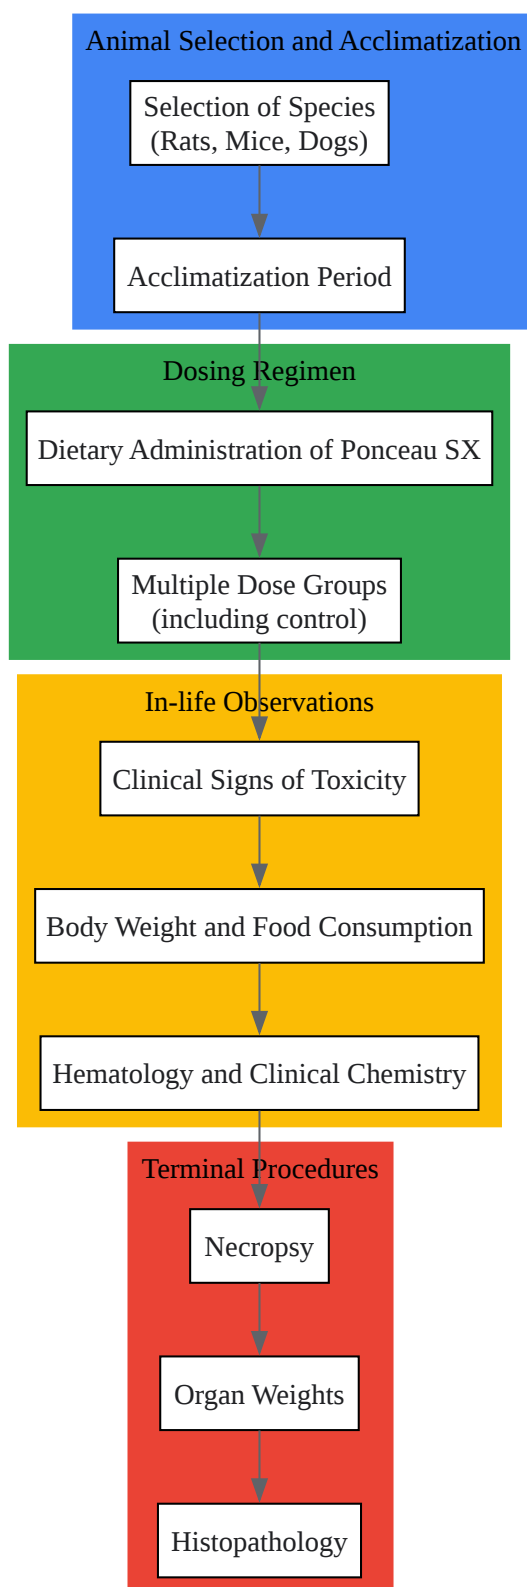 Animal Selection and Acclimatization
Selection of Species
(Rats, Mice, Dogs)
Acclimatization Period
Dosing Regimen
Dietary Administration of Ponceau SX
Multiple Dose Groups
(including control)
In-life Observations
Clinical Signs of Toxicity
Body Weight and Food Consumption
Hematology and Clinical Chemistry
Terminal Procedures
Necropsy
Organ Weights
Histopathology